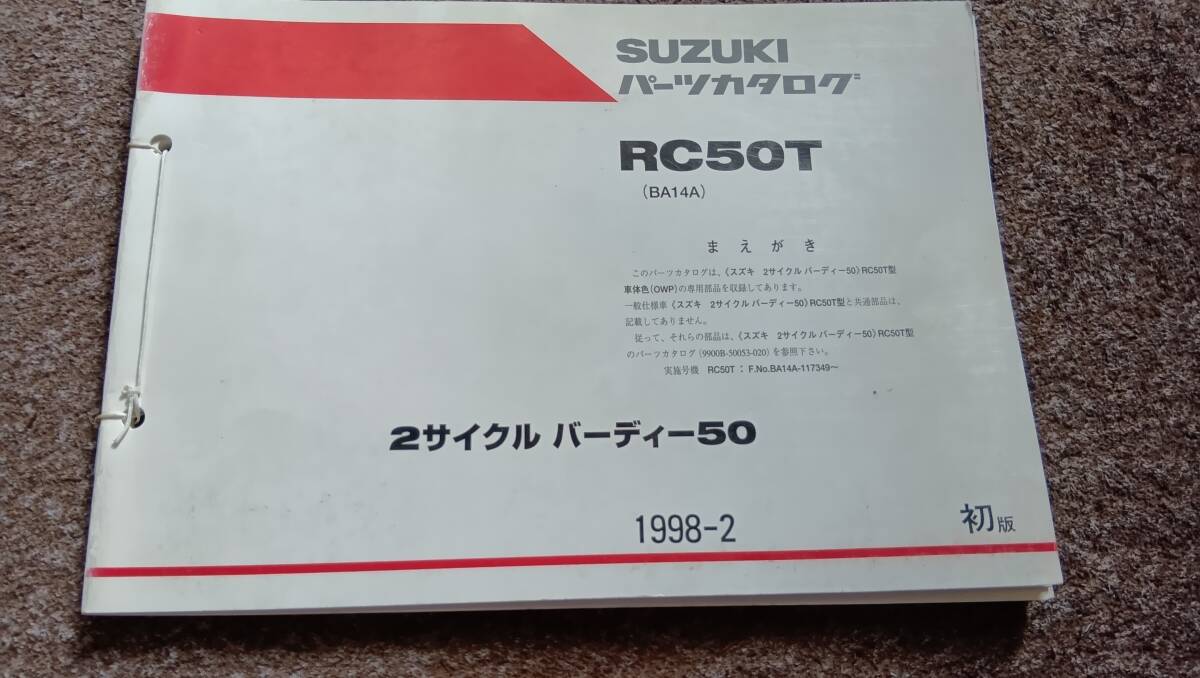 SUZUKI
パーツカタログ
RC50T
(BA14A)
まえがき
このパーツカタログは、《スズキ 2サイクル バーディー50》RC50T型
車体色(OWP)の専用部品を収録してあります。
一般仕様車《スズキ 2サイクル バーディー50》RC50T型と共通部品は、
記載してありません。
従って、それらの部品は、《スズキ 2サイクル バーディー50》RC50T型
のパーツカタログ(9900B-50053-020)を参照下さい。
実施号機 RC50T : F.No.BA14A-117349~
2サイクル バーディー50
1998-2
初版